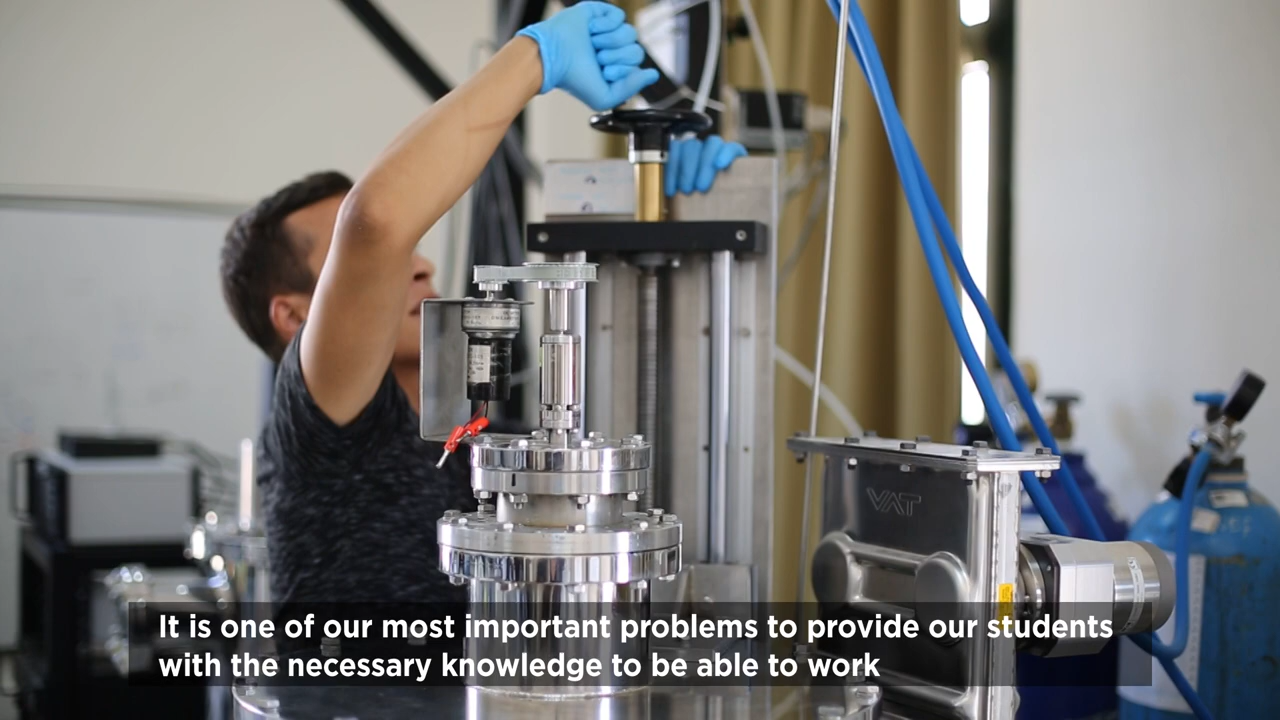 VAT
It is one of our most important problems to provide our students
with the necessary knowledge to be able to work